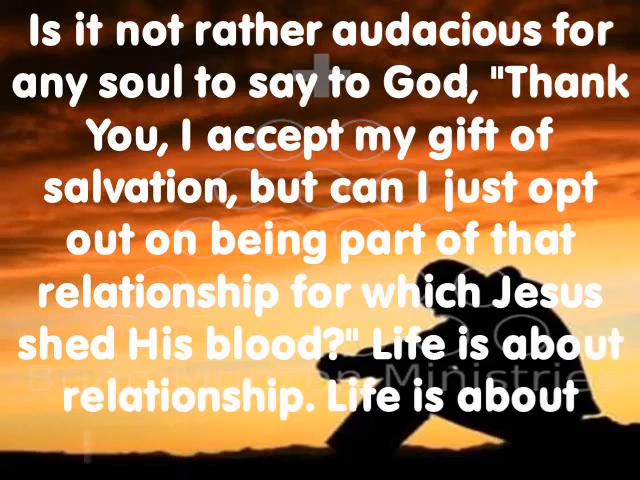 Is it not rather audacious for
any soul to say to God, "Thank
You, I accept my gift of
salvation, but can I just opt
out on being part of that
relationship for which Jesus
shed His blood?" Life is about
relationship. Life is about
Ministries